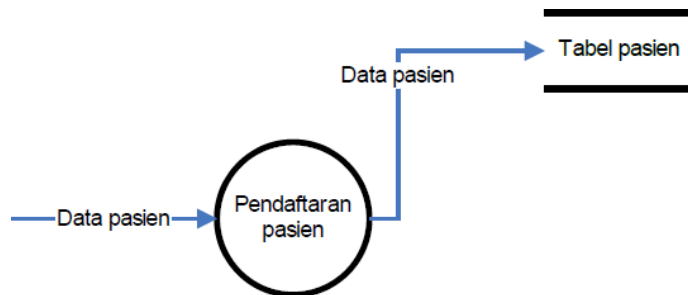 Tabel pasien
Data pasien
Data pasien
Pendaftaran
pasien